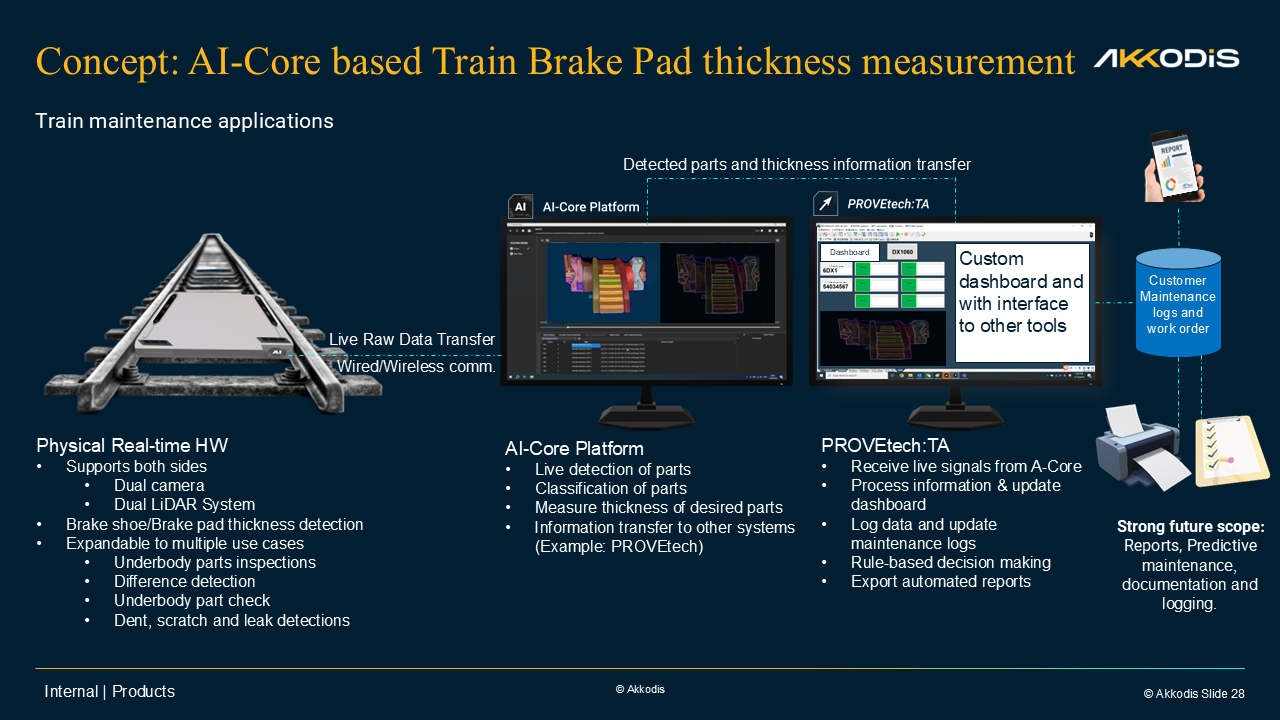 Concept: AI-Core based Train Brake Pad thickness measurement
AKKODiS
Train maintenance applications
Detected parts and thickness information transfer
REPORT
AI
AI-Core Platform
PROVEtech:TA
Dashboard
DX1060
6DX1
54034567
Custom
dashboard and
with interface
to other tools
Customer
Maintenance
logs and
work order
Live Raw Data Transfer
Wired/Wireless comm.
AI
Physical Real-time HW
• Supports both sides
• Dual camera
• Dual LiDAR System
• Brake shoe/Brake pad thickness detection
• Expandable to multiple use cases
• Underbody parts inspections
• Difference detection
• Underbody part check
• Dent, scratch and leak detections
AI-Core Platform
• Live detection of parts
• Classification of parts
• Measure thickness of desired parts
• Information transfer to other systems
(Example: PROVEtech)
PROVEtech:TA
• Receive live signals from A-Core
• Process information & update
dashboard
• Log data and update
maintenance logs
• Rule-based decision making
• Export automated reports
Strong future scope:
Reports, Predictive
maintenance,
documentation and
logging.
Internal | Products
© Akkodis
© Akkodis Slide 28